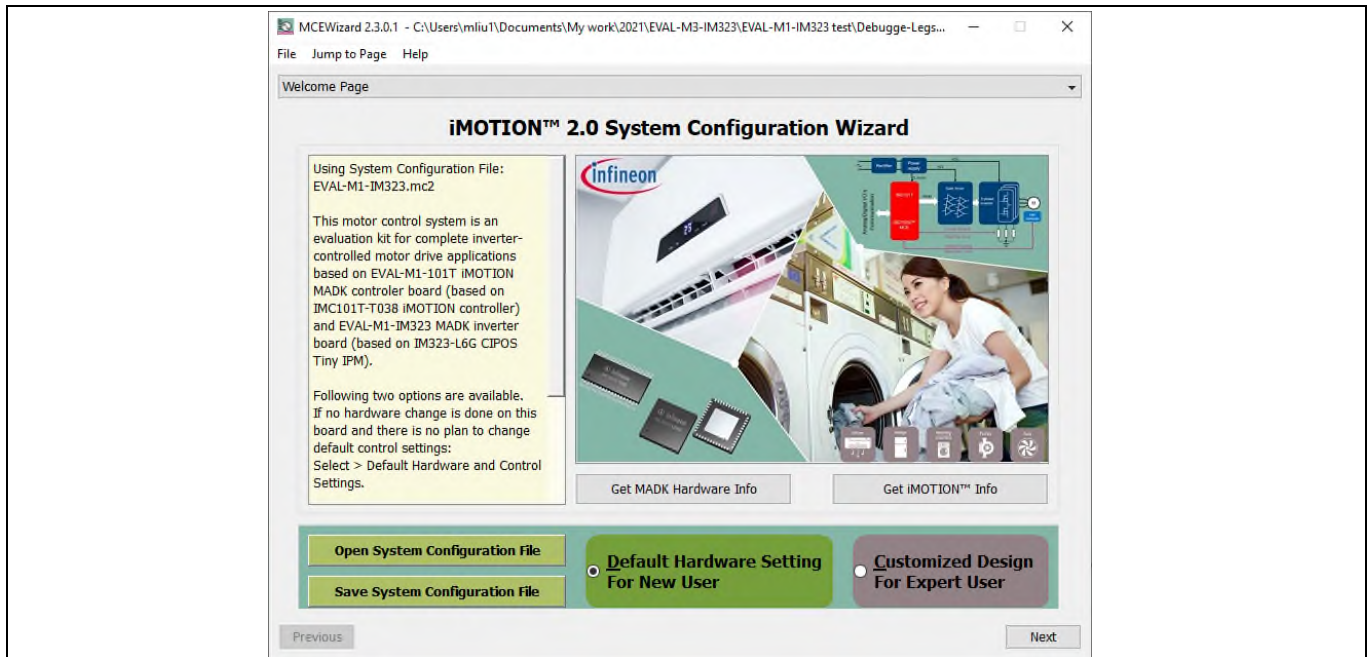 MCEWizard 2.3.0.1 - C:\Users\mliu1\Documents\My work\2021\EVAL-M3-IM323\EVAL-M1-IM323 test\Debugge-Legs...
File Jump to Page Help
Welcome Page
iMOTION™ 2.0 System Configuration Wizard
Using System Configuration File:
EVAL-M1-IM323.mc2
This motor control system is an
evaluation kit for complete inverter-
controlled motor drive applications
based on EVAL-M1-101T iMOTION
MADK controler board (based on
IMC101T-T038 iMOTION controller)
and EVAL-M1-IM323 MADK inverter
board (based on IM323-L6G CIPOS
Tiny IPM).
Following two options are available.
If no hardware change is done on this
board and there is no plan to change
default control settings:
Select > Default Hardware and Control
Settings.
infineon
Rectifier
Power
supply
Get MADK Hardware Info
Get iMOTION™ Info
Open System Configuration File
Save System Configuration File
Default Hardware Setting
For New User
Customized Design
For Expert User
Previous
Next